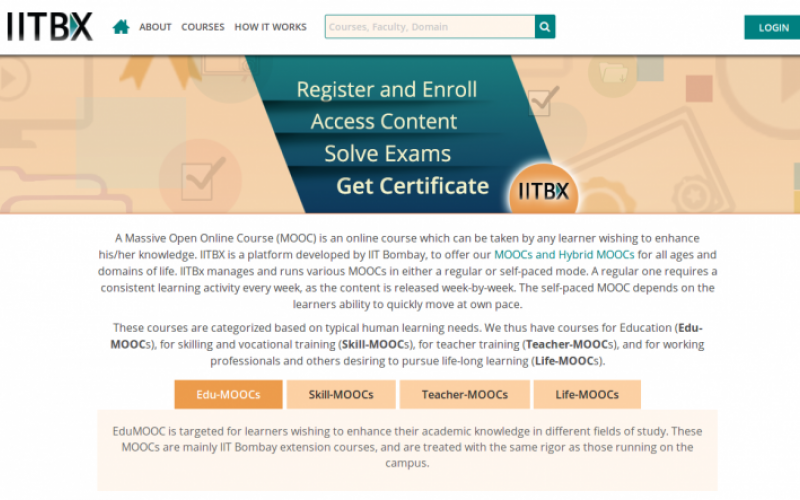 IITBX
ABOUT COURSES HOW IT WORKS
Courses, Faculty, Domain
LOGIN
Register and Enroll
Access Content
Solve Exams
Get Certificate
IITBX
A Massive Open Online Course (MOOC) is an online course which can be taken by any learner wishing to enhance
his/her knowledge. IITBX is a platform developed by IIT Bombay, to offer our MOOCs and Hybrid MOOCs for all ages and
domains of life. IITBx manages and runs various MOOCs in either a regular or self-paced mode. A regular one requires a
consistent learning activity every week, as the content is released week-by-week. The self-paced MOOC depends on the
learners ability to quickly move at own pace.
These courses are categorized based on typical human learning needs. We thus have courses for Education (Edu-
MOOCs), for skilling and vocational training (Skill-MOOCs), for teacher training (Teacher-MOOCs), and for working
professionals and others desiring to pursue life-long learning (Life-MOOCs).
Edu-MOOCs Skill-MOOCs Teacher-MOOCs Life-MOOCs
EduMOOC is targeted for learners wishing to enhance their academic knowledge in different fields of study. These
MOOCs are mainly IIT Bombay extension courses, and are treated with the same rigor as those running on the
campus.